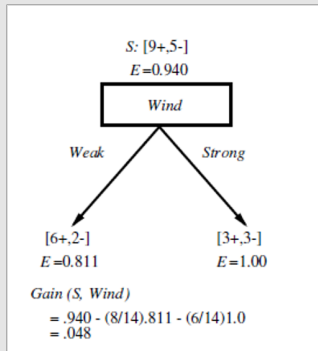 S: [9+,5-]
E=0.940
Wind
Weak Strong
[6+,2-] [3+,3-]
E=0.811 E=1.00
Gain (S, Wind)
= .940 - (8/14).811 - (6/14)1.0
= .048